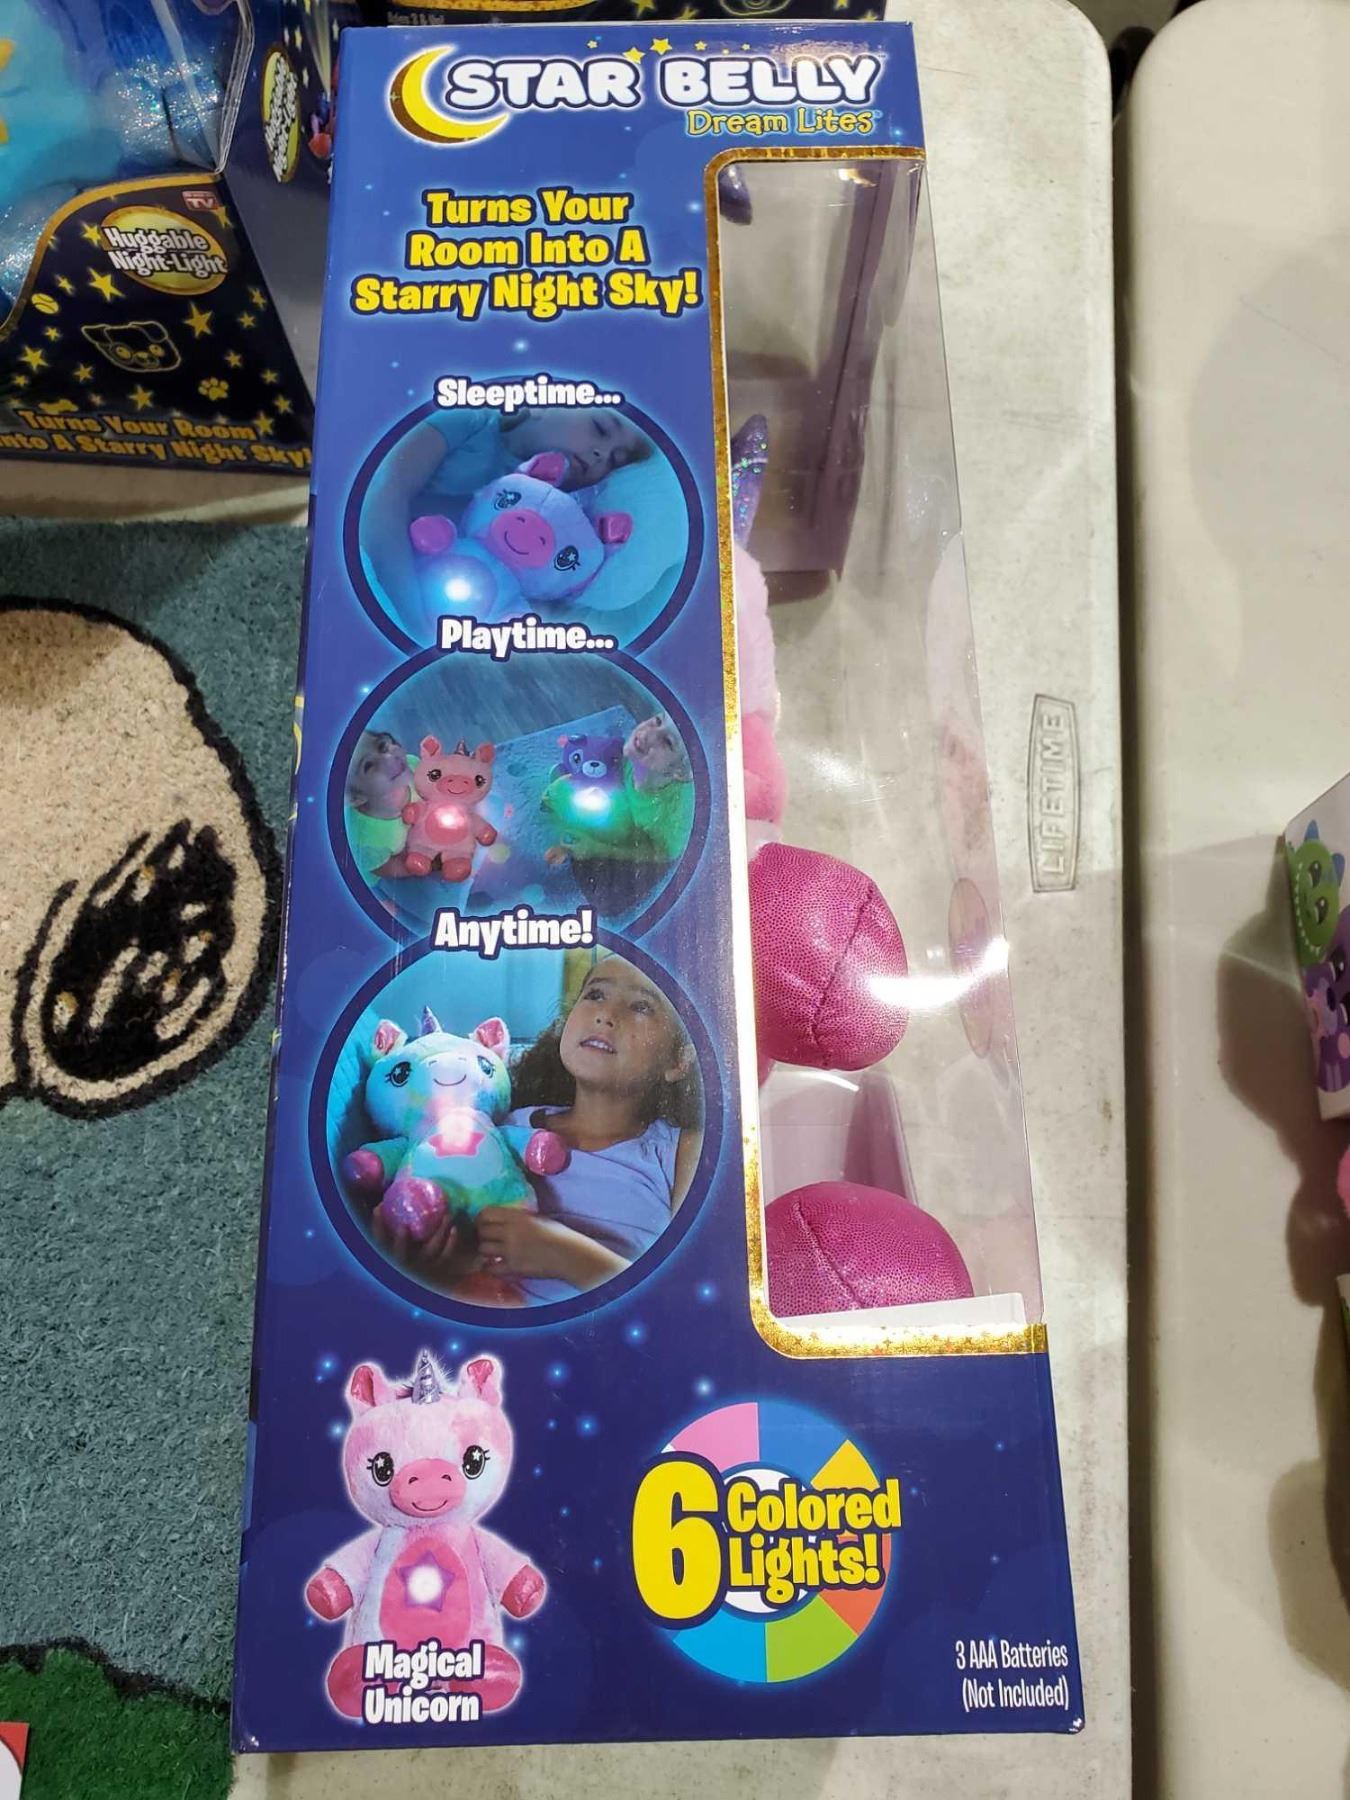 STAR BELLY
Dream Lites
Turns Your
Room Into A
Starry Night Sky!
Sleeptime...
Playtime...
Anytime!
Magical
Unicorn
6 Colored
Lights!
3 AAA Batteries
(Not Included)
TV
Huggable
Night-Light
Turns Your Room
Into A Starry Night Sky!
LIFETIME